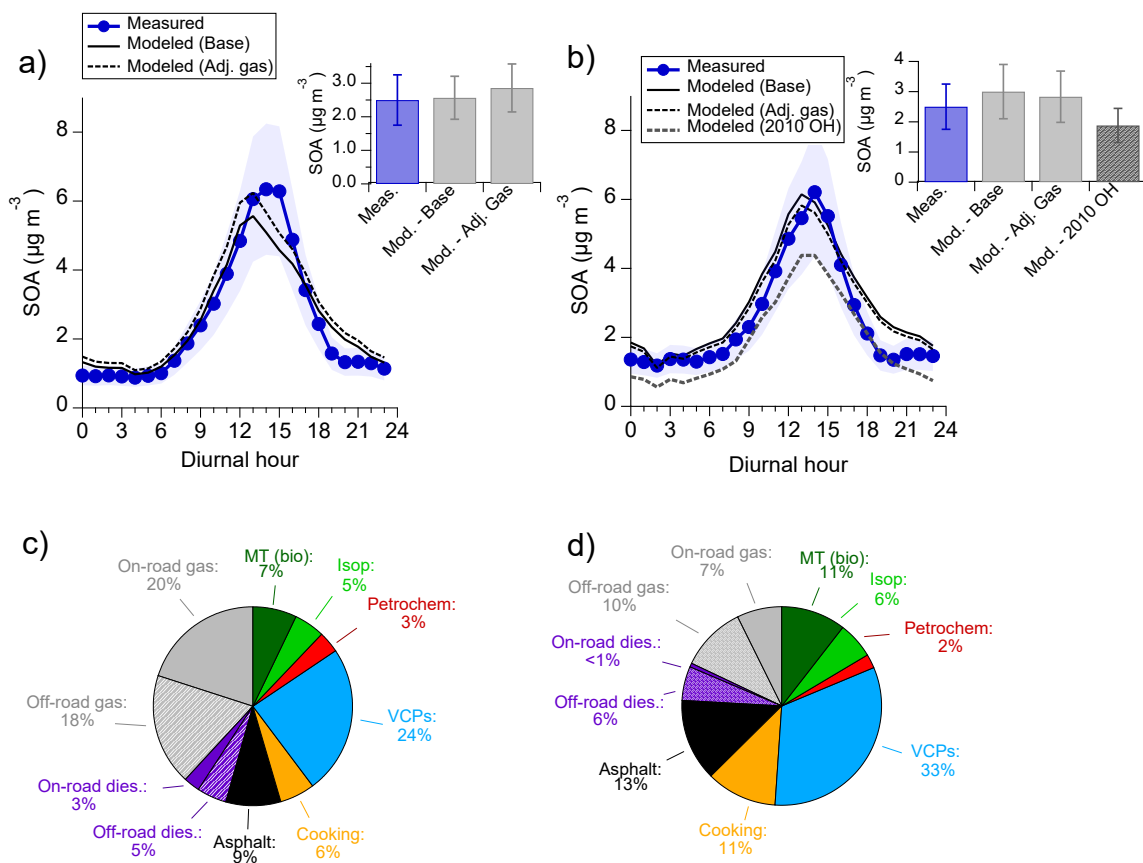 a)
Measured
Modeled (Base)
Modeled (Adj. gas)
SOA (µg m-3)
8
6
4
2
0
0 3 6 9 12 15 18 21 24
Diurnal hour
SOA (µg m-3)
3.0
2.0
1.0
0.0
Meas.
Mod. - Base
Mod. - Adj. Gas
b)
Measured
Modeled (Base)
Modeled (Adj. gas)
Modeled (2010 OH)
SOA (µg m-3)
8
6
4
2
0
0 3 6 9 12 15 18 21 24
Diurnal hour
SOA (µg m-3)
4
3
2
1
0
Meas.
Mod. - Base
Mod. - Adj. Gas
Mod. - 2010 OH
c)
MT (bio):
7%
Isop:
5%
Petrochem:
3%
VCPs:
24%
Cooking:
6%
Asphalt:
9%
Off-road dies.:
5%
On-road dies.:
3%
Off-road gas:
18%
On-road gas:
20%
d)
MT (bio):
11%
Isop:
6%
Petrochem:
2%
VCPs:
33%
Cooking:
11%
Asphalt:
13%
Off-road dies.:
6%
On-road dies.:
<1%
Off-road gas:
10%
On-road gas:
7%